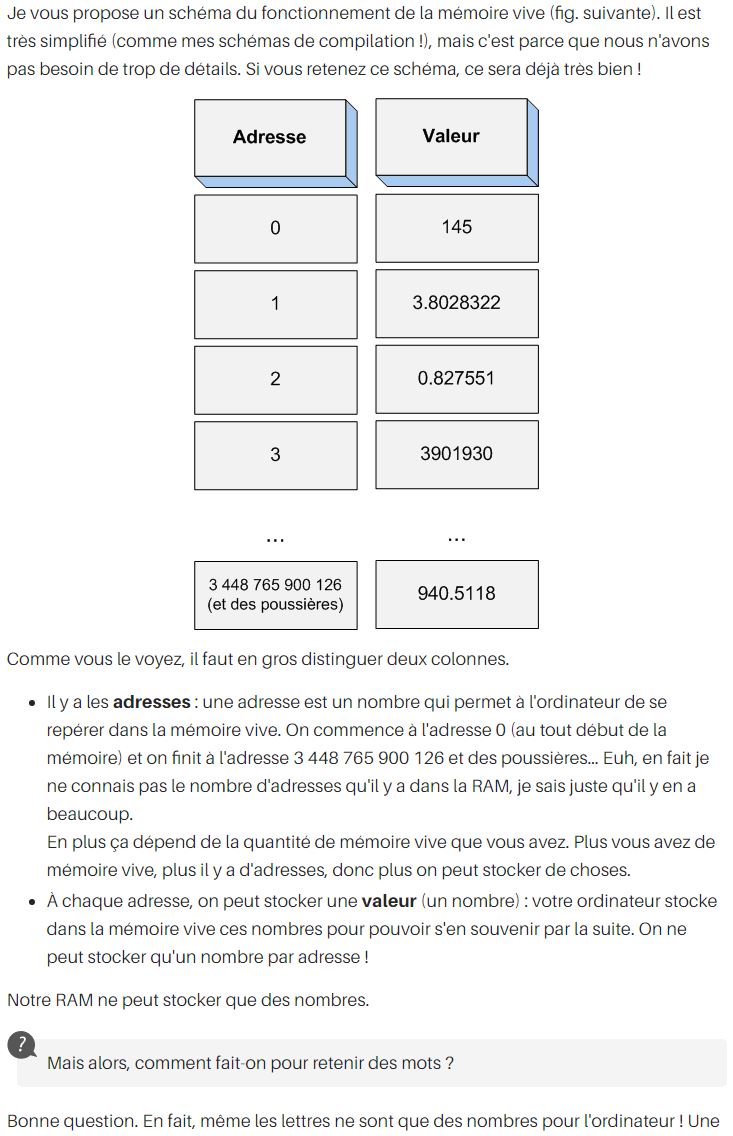 Je vous propose un schéma du fonctionnement de la mémoire vive (fig. suivante). Il est
très simplifié (comme mes schémas de compilation !), mais c'est parce que nous n'avons
pas besoin de trop de détails. Si vous retenez ce schéma, ce sera déjà très bien !
Adresse Valeur
0 145
1 3.8028322
2 0.827551
3 3901930
... ...
3 448 765 900 126
(et des poussières)
940.5118
Comme vous le voyez, il faut en gros distinguer deux colonnes.
• Il y a les adresses : une adresse est un nombre qui permet à l'ordinateur de se
repérer dans la mémoire vive. On commence à l'adresse 0 (au tout début de la
mémoire) et on finit à l'adresse 3 448 765 900 126 et des poussières... Euh, en fait je
ne connais pas le nombre d'adresses qu'il y a dans la RAM, je sais juste qu'il y en a
beaucoup.
En plus ça dépend de la quantité de mémoire vive que vous avez. Plus vous avez de
mémoire vive, plus il y a d'adresses, donc plus on peut stocker de choses.
• À chaque adresse, on peut stocker une valeur (un nombre) : votre ordinateur stocke
dans la mémoire vive ces nombres pour pouvoir s'en souvenir par la suite. On ne
peut stocker qu'un nombre par adresse !
Notre RAM ne peut stocker que des nombres.
?
Mais alors, comment fait-on pour retenir des mots ?
Bonne question. En fait, même les lettres ne sont que des nombres pour l'ordinateur ! Une